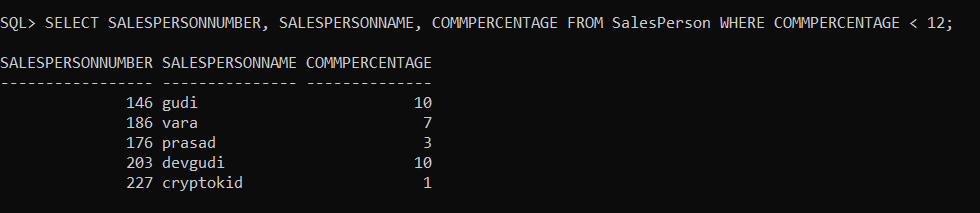 SQL> SELECT SALESPERSONNUMBER, SALESPERSONNAME, COMMPERCENTAGE FROM SalesPerson WHERE COMMPERCENTAGE < 12;
SALESPERSONNUMBER SALESPERSONNAME COMMPERCENTAGE
----------------- --------------- --------------
              146 gudi                        10
              186 vara                         7
              176 prasad                       3
              203 devgudi                     10
              227 cryptokid                    1